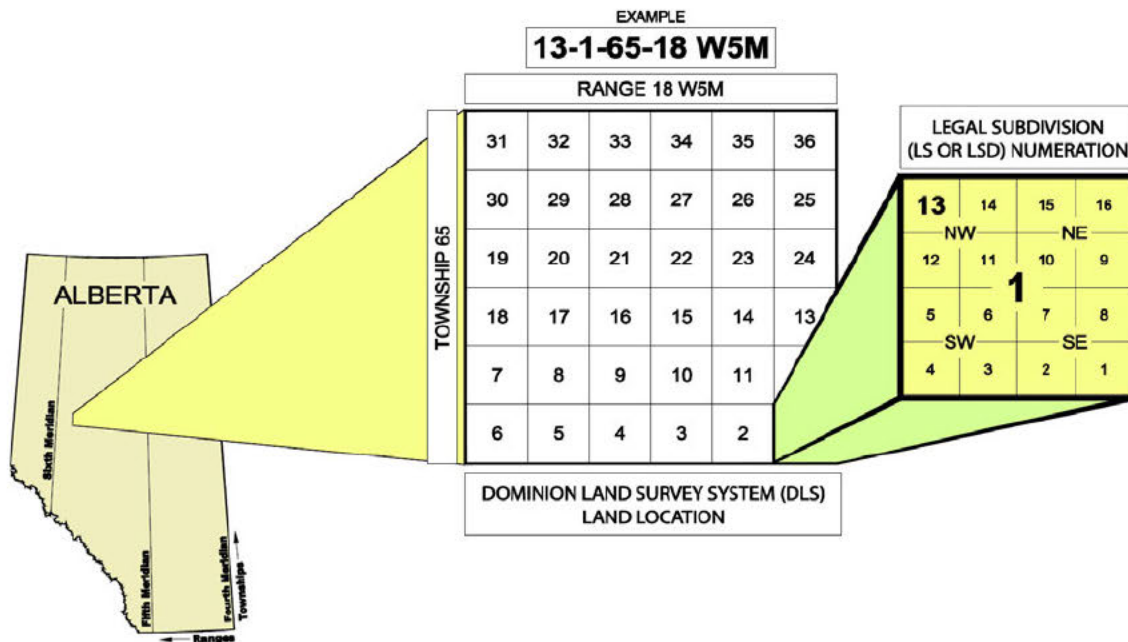 EXAMPLE
13-1-65-18 W5M
RANGE 18 W5M
TOWNSHIP 65
31 32 33 34 35 36
30 29 28 27 26 25
19 20 21 22 23 24
18 17 16 15 14 13
7 8 9 10 11
6 5 4 3 2
DOMINION LAND SURVEY SYSTEM (DLS)
LAND LOCATION
LEGAL SUBDIVISION
(LS OR LSD) NUMERATION
13 14 15 16
NW NE
12 11 10 9
1
5 6 7 8
SW SE
4 3 2 1
ALBERTA
Sixth Meridian
Fifth Meridian
Fourth Meridian
Townships
Ranges